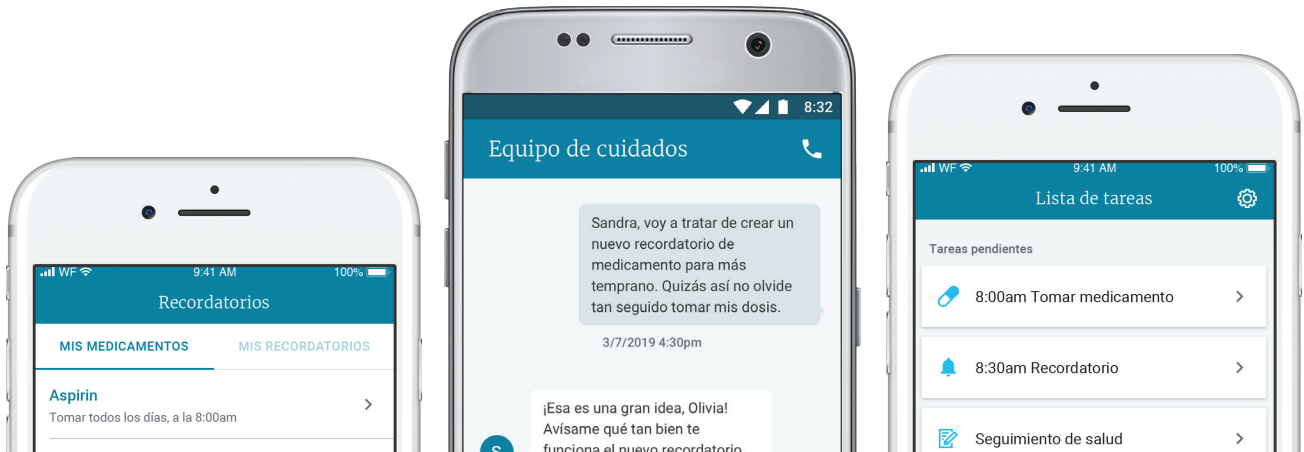 WF
9:41 AM
100%
Recordatorios
MIS MEDICAMENTOS
MIS RECORDATORIOS
Aspirin
Tomar todos los días, a la 8:00am
8:32
Equipo de cuidados
Sandra, voy a tratar de crear un
nuevo recordatorio de
medicamento para más
temprano. Quizás así no olvide
tan seguido tomar mis dosis.
3/7/2019 4:30pm
¡Esa es una gran idea, Olivia!
Avísame qué tan bien te
funciona el nuevo recordatorio
S
WF
9:41 AM
100%
Lista de tareas
Tareas pendientes
8:00am Tomar medicamento
8:30am Recordatorio
Seguimiento de salud